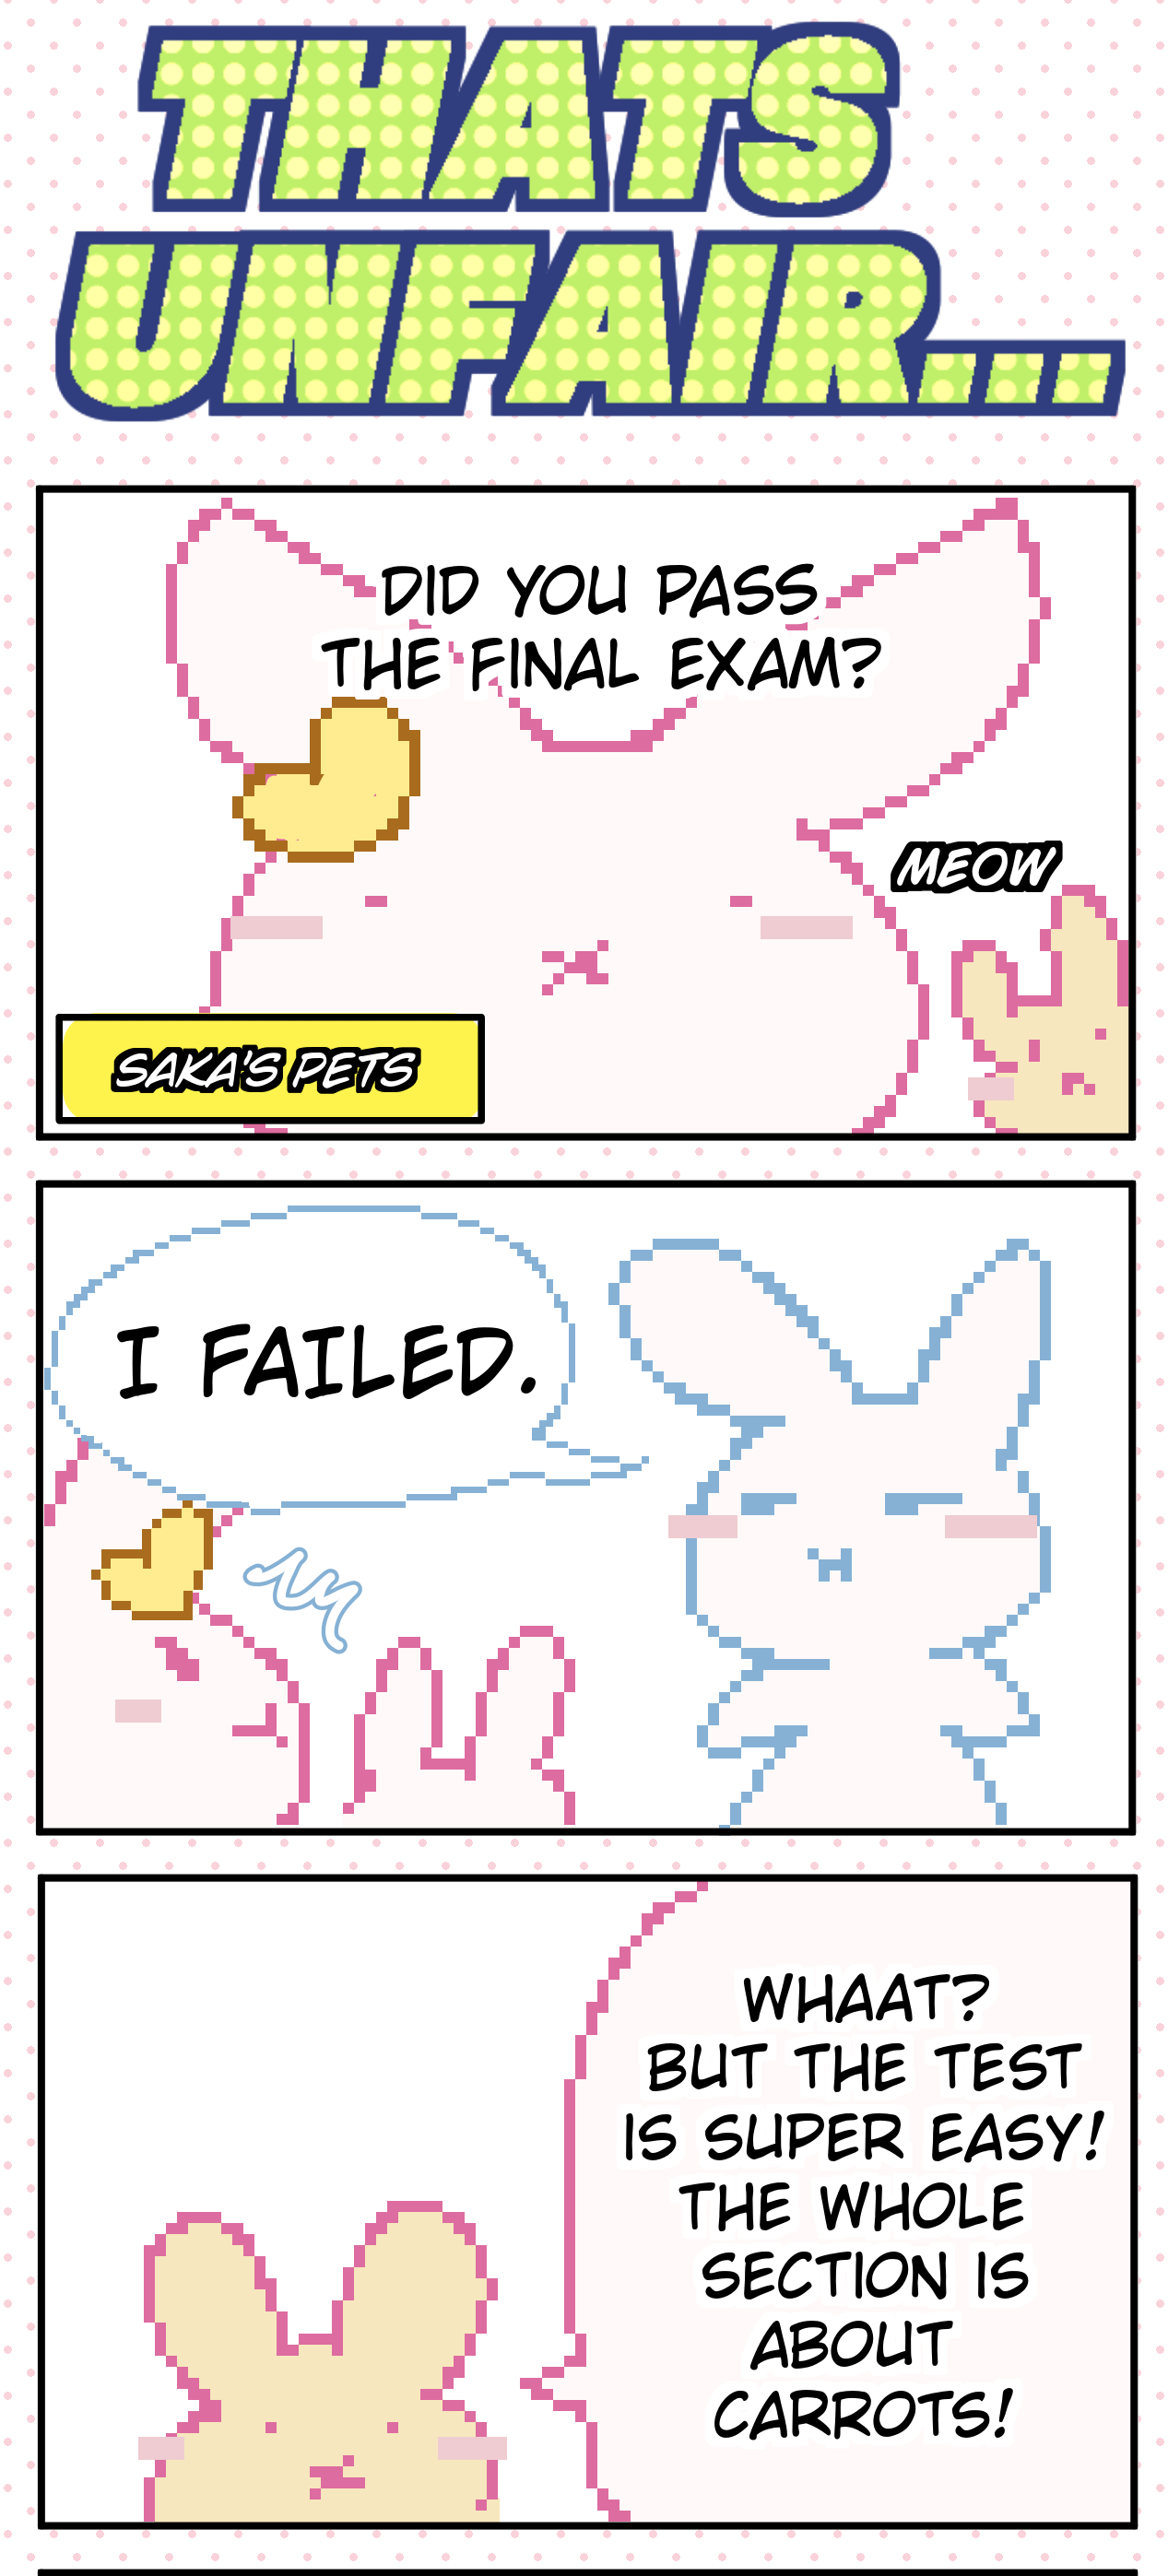 THATS
UNFAIR...
DID YOU PASS
THE FINAL EXAM?
MEOW
SAKA'S PETS
I FAILED.
WHAAT?
BUT THE TEST
IS SUPER EASY!
THE WHOLE
SECTION IS
ABOUT
CARROTS!